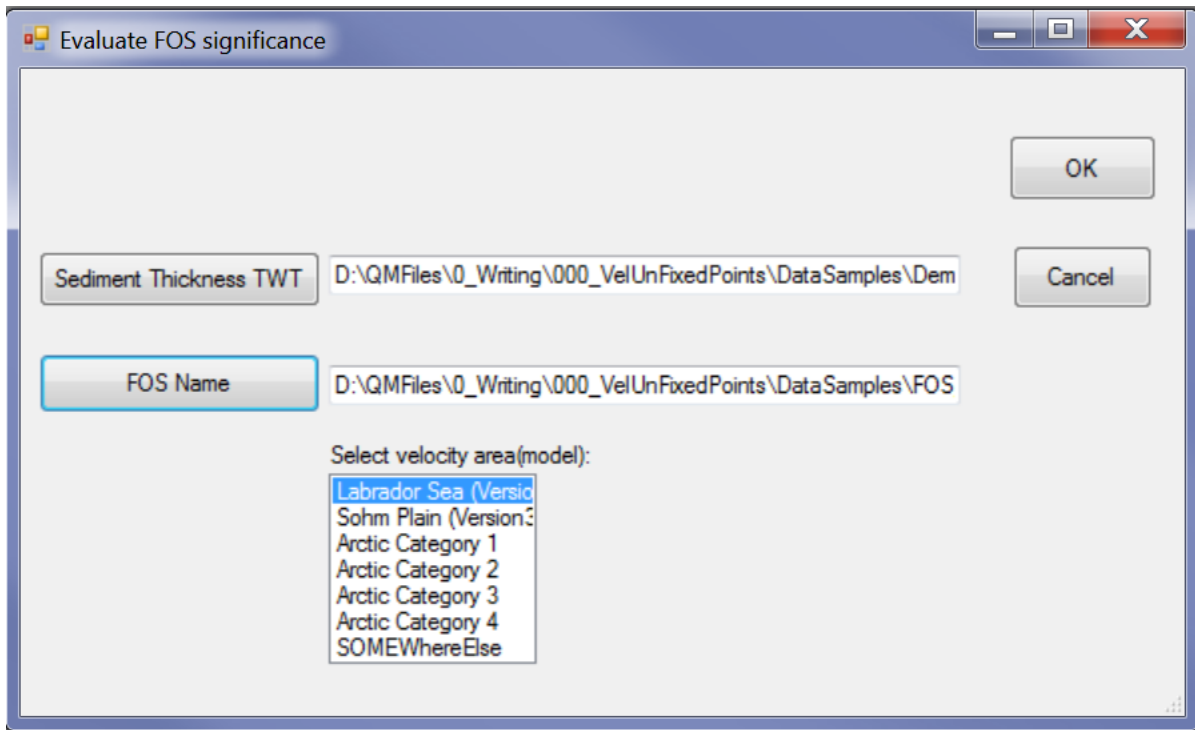 Evaluate FOS significance
OK
Sediment Thickness TWT D:\QMFiles\0_Writing\000_VelUnFixedPoints\DataSamples\Dem
Cancel
FOS Name D:\QMFiles\0_Writing\000_VelUnFixedPoints\DataSamples\FOS
Select velocity area(model):
Labrador Sea (Versio
Sohm Plain (Version3
Arctic Category 1
Arctic Category 2
Arctic Category 3
Arctic Category 4
SOMEWhereElse